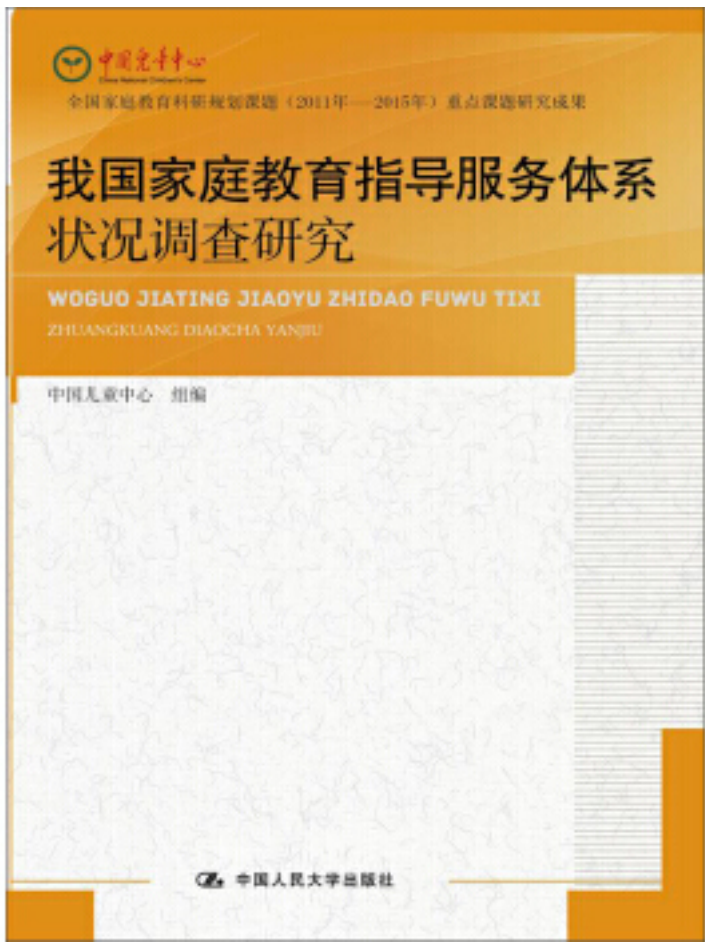 中国儿童中心
China National Children's Center
全国家庭教育科研规划课题（2011年—2015年）重点课题研究成果
我国家庭教育指导服务体系
状况调查研究
WOGUO JIATING JIAOYU ZHIDAO FUWU TIXI
ZHUANGKUANG DIAOCHA YANJIU
中国儿童中心 组编
中国人民大学出版社